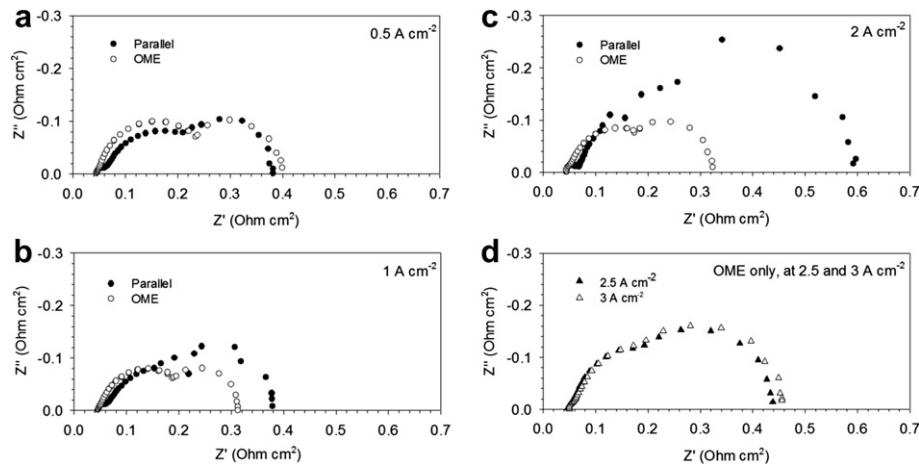 a
0.5 A cm⁻²
Parallel
OME
-0.3
-0.2
-0.1
0.0
Z'' (Ohm cm²)
0.0 0.1 0.2 0.3 0.4 0.5 0.6 0.7
Z' (Ohm cm²)
b
1 A cm⁻²
Parallel
OME
-0.3
-0.2
-0.1
0.0
Z'' (Ohm cm²)
0.0 0.1 0.2 0.3 0.4 0.5 0.6 0.7
Z' (Ohm cm²)
c
2 A cm⁻²
Parallel
OME
-0.3
-0.2
-0.1
0.0
Z'' (Ohm cm²)
0.0 0.1 0.2 0.3 0.4 0.5 0.6 0.7
Z' (Ohm cm²)
d
OME only, at 2.5 and 3 A cm⁻²
2.5 A cm⁻²
3 A cm⁻²
-0.3
-0.2
-0.1
0.0
Z'' (Ohm cm²)
0.0 0.1 0.2 0.3 0.4 0.5 0.6 0.7
Z' (Ohm cm²)